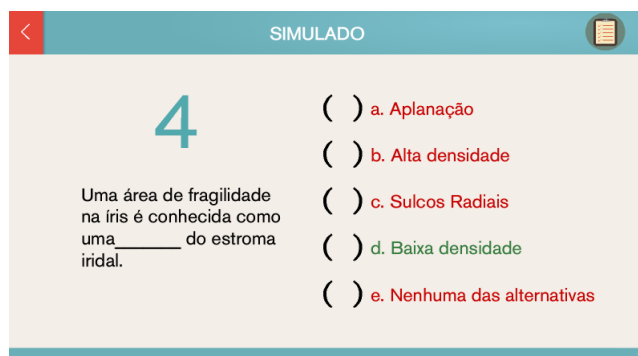 SIMULADO
4
Uma área de fragilidade
na íris é conhecida como
uma_______ do estroma
iridal.
( ) a. Aplanação
( ) b. Alta densidade
( ) c. Sulcos Radiais
( ) d. Baixa densidade
( ) e. Nenhuma das alternativas